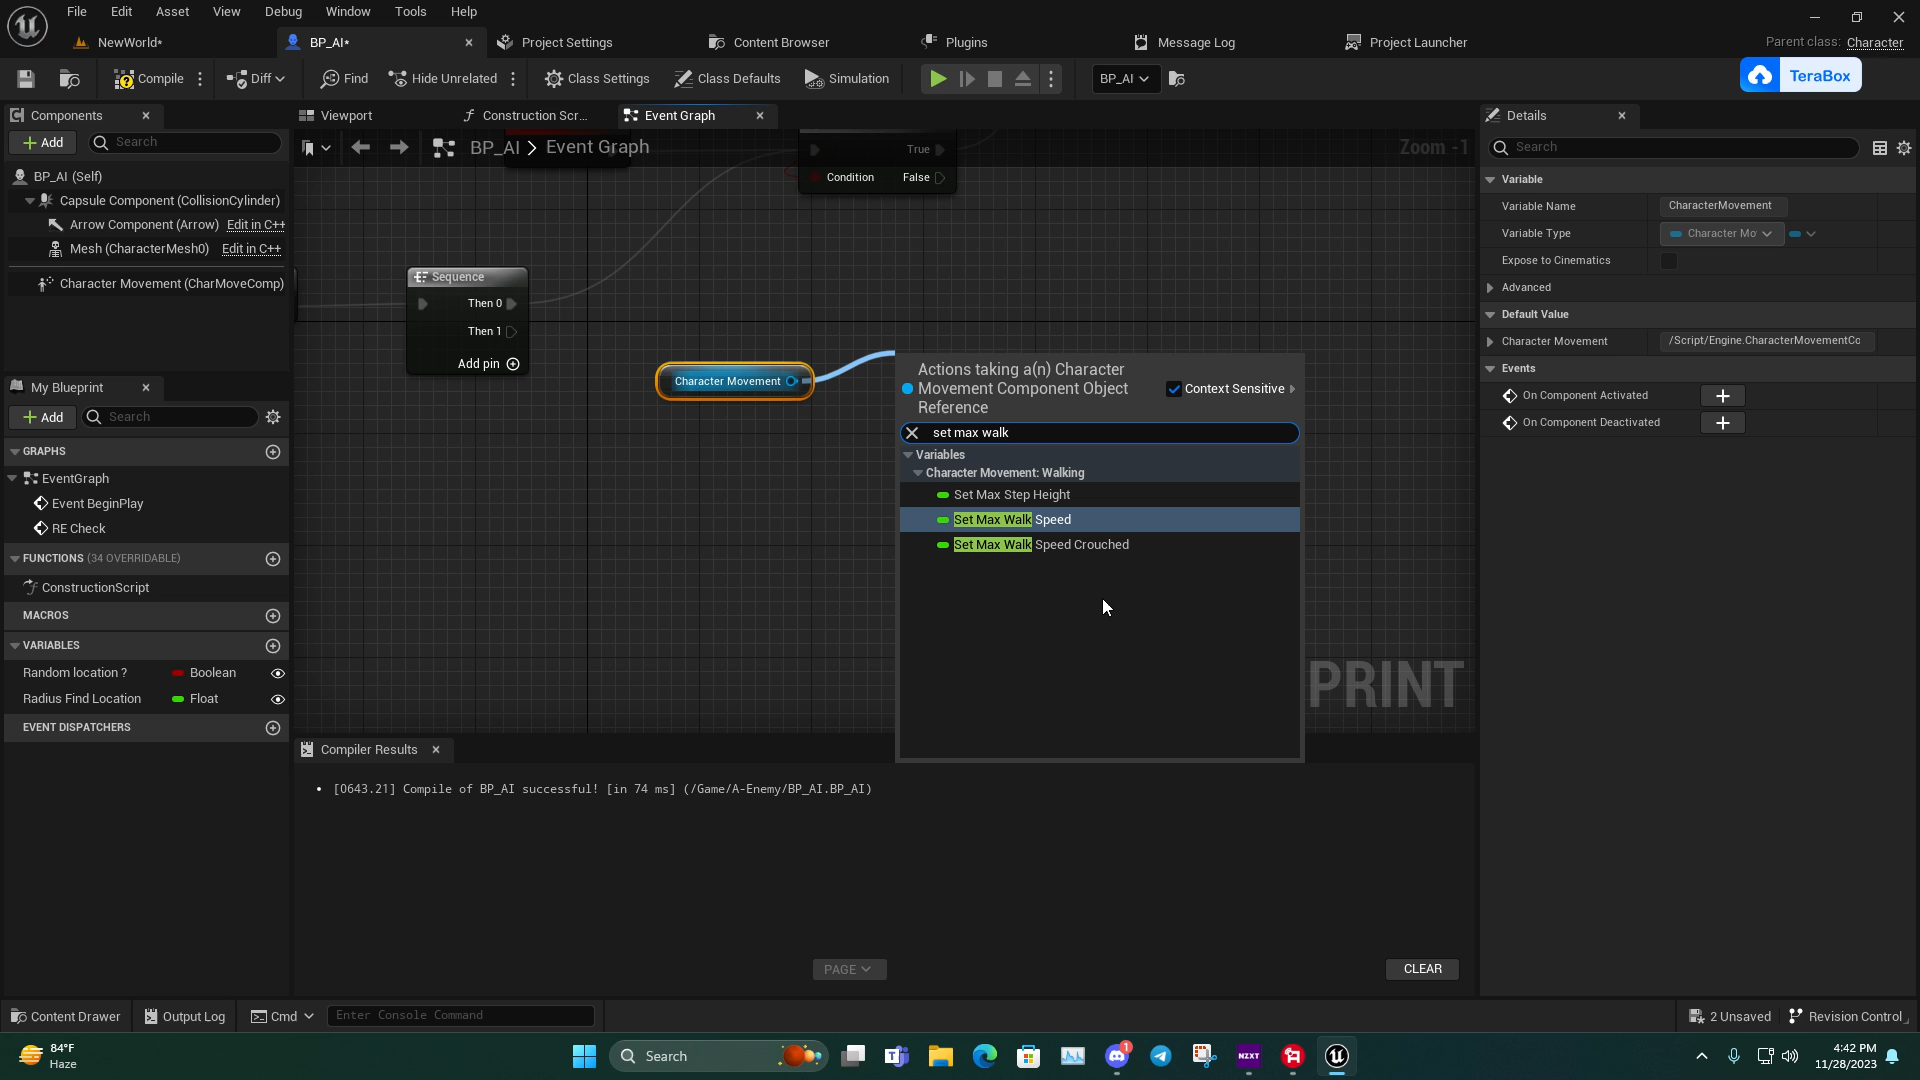 File Edit Asset View Debug Window Tools Help
NewWorld* BP_AI* Project Settings Content Browser Plugins Message Log Project Launcher Parent class: Character
Compile Diff Find Hide Unrelated Class Settings Class Defaults Simulation BP_AI TeraBox
Components Viewport Construction Scr... Event Graph Details
Add Search BP_AI > Event Graph Zoom -1 Search
BP_AI (Self)
Capsule Component (CollisionCylinder)
Arrow Component (Arrow) Edit in C++
Mesh (CharacterMesh0) Edit in C++
Character Movement (CharMoveComp)
True
Condition False
Sequence
Then 0
Then 1
Add pin
Character Movement
Actions taking a(n) Character
Movement Component Object
Reference
Context Sensitive
set max walk
Variables
Character Movement: Walking
Set Max Step Height
Set Max Walk Speed
Set Max Walk Speed Crouched
PRINT
My Blueprint
Add Search
GRAPHS
EventGraph
Event BeginPlay
RE Check
FUNCTIONS (34 OVERRIDABLE)
ConstructionScript
MACROS
VARIABLES
Random location ? Boolean
Radius Find Location Float
EVENT DISPATCHERS
Variable
Variable Name CharacterMovement
Variable Type Character Mo
Expose to Cinematics
Advanced
Default Value
Character Movement /Script/Engine.CharacterMovementCo
Events
On Component Activated
On Component Deactivated
Compiler Results
[0643.21] Compile of BP_AI successful! [in 74 ms] (/Game/A-Enemy/BP_AI.BP_AI)
PAGE CLEAR
Content Drawer Output Log Cmd Enter Console Command 2 Unsaved Revision Control
84°F
Haze
Search
1
NZXT
4:42 PM
11/28/2023